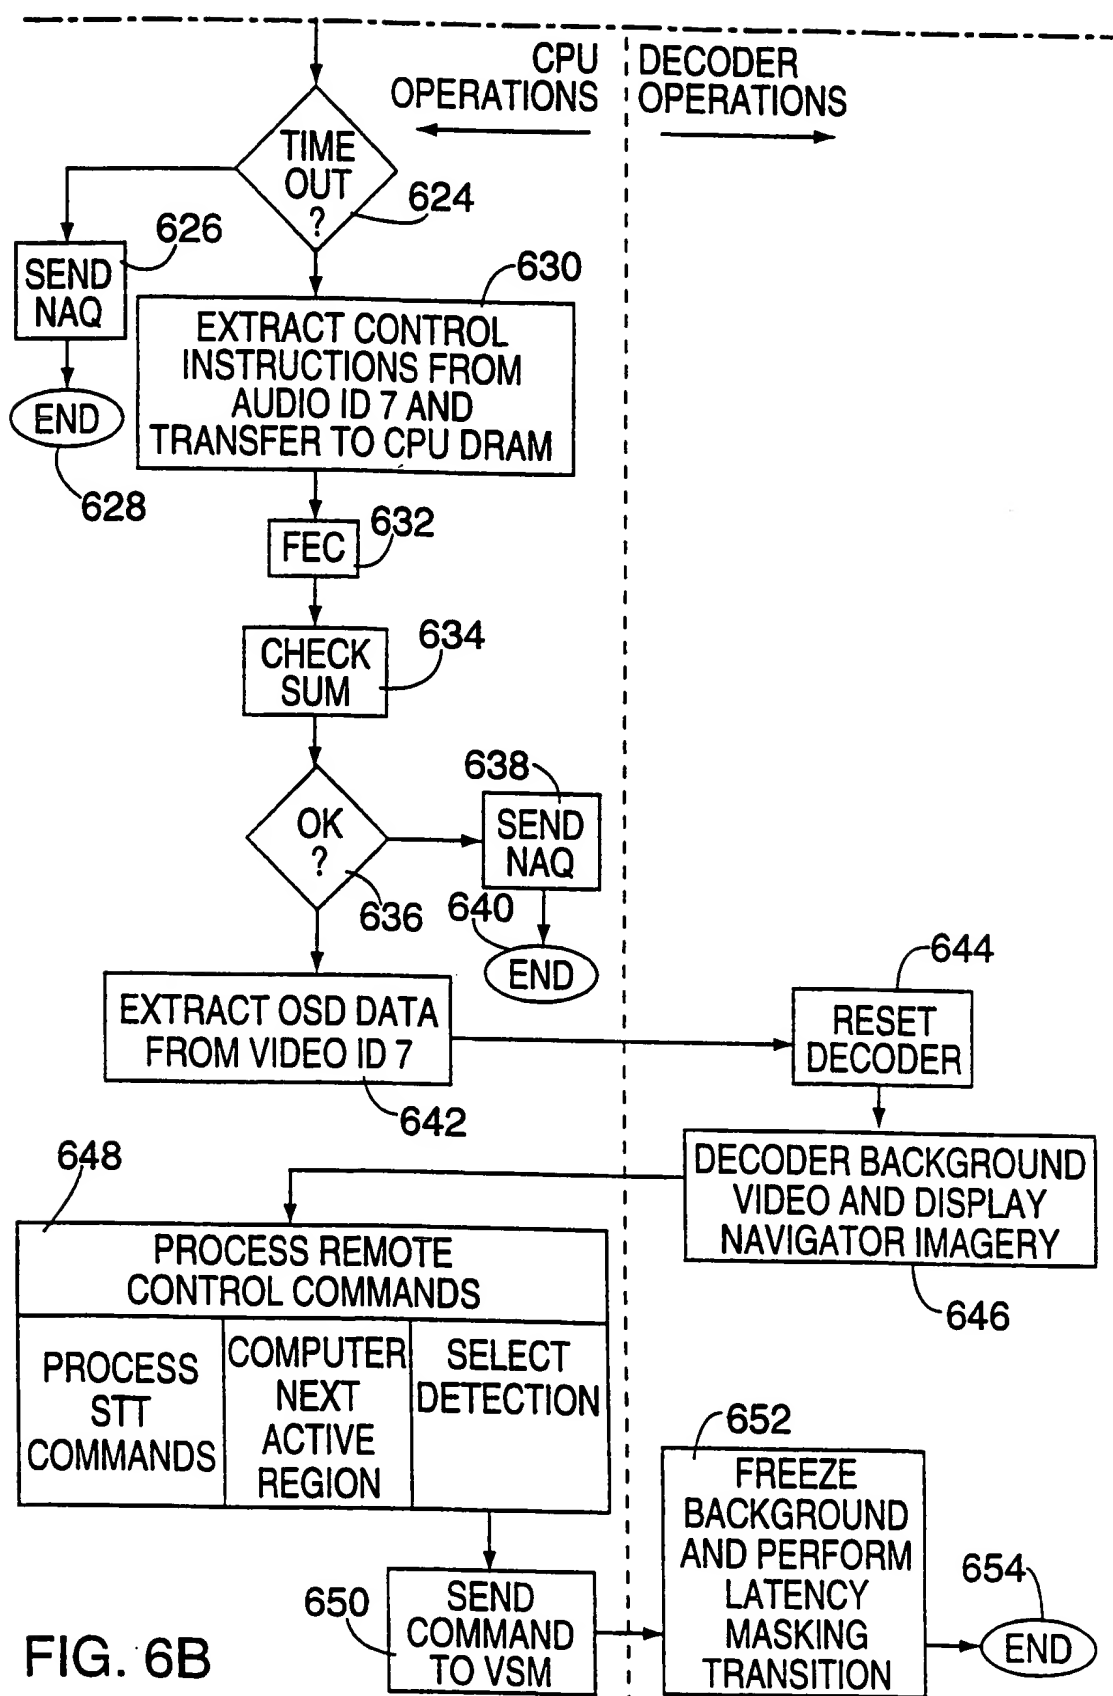 CPU
OPERATIONS
DECODER
OPERATIONS
TIME
OUT
?
624
626
SEND
NAQ
END
628
630
EXTRACT CONTROL
INSTRUCTIONS FROM
AUDIO ID 7 AND
TRANSFER TO CPU DRAM
632
FEC
634
CHECK
SUM
OK
?
636
638
SEND
NAQ
640
END
EXTRACT OSD DATA
FROM VIDEO ID 7
642
644
RESET
DECODER
DECODER BACKGROUND
VIDEO AND DISPLAY
NAVIGATOR IMAGERY
646
648
PROCESS REMOTE
CONTROL COMMANDS
PROCESS
STT
COMMANDS
COMPUTER
NEXT
ACTIVE
REGION
SELECT
DETECTION
650
SEND
COMMAND
TO VSM
652
FREEZE
BACKGROUND
AND PERFORM
LATENCY
MASKING
TRANSITION
654
END
FIG. 6B